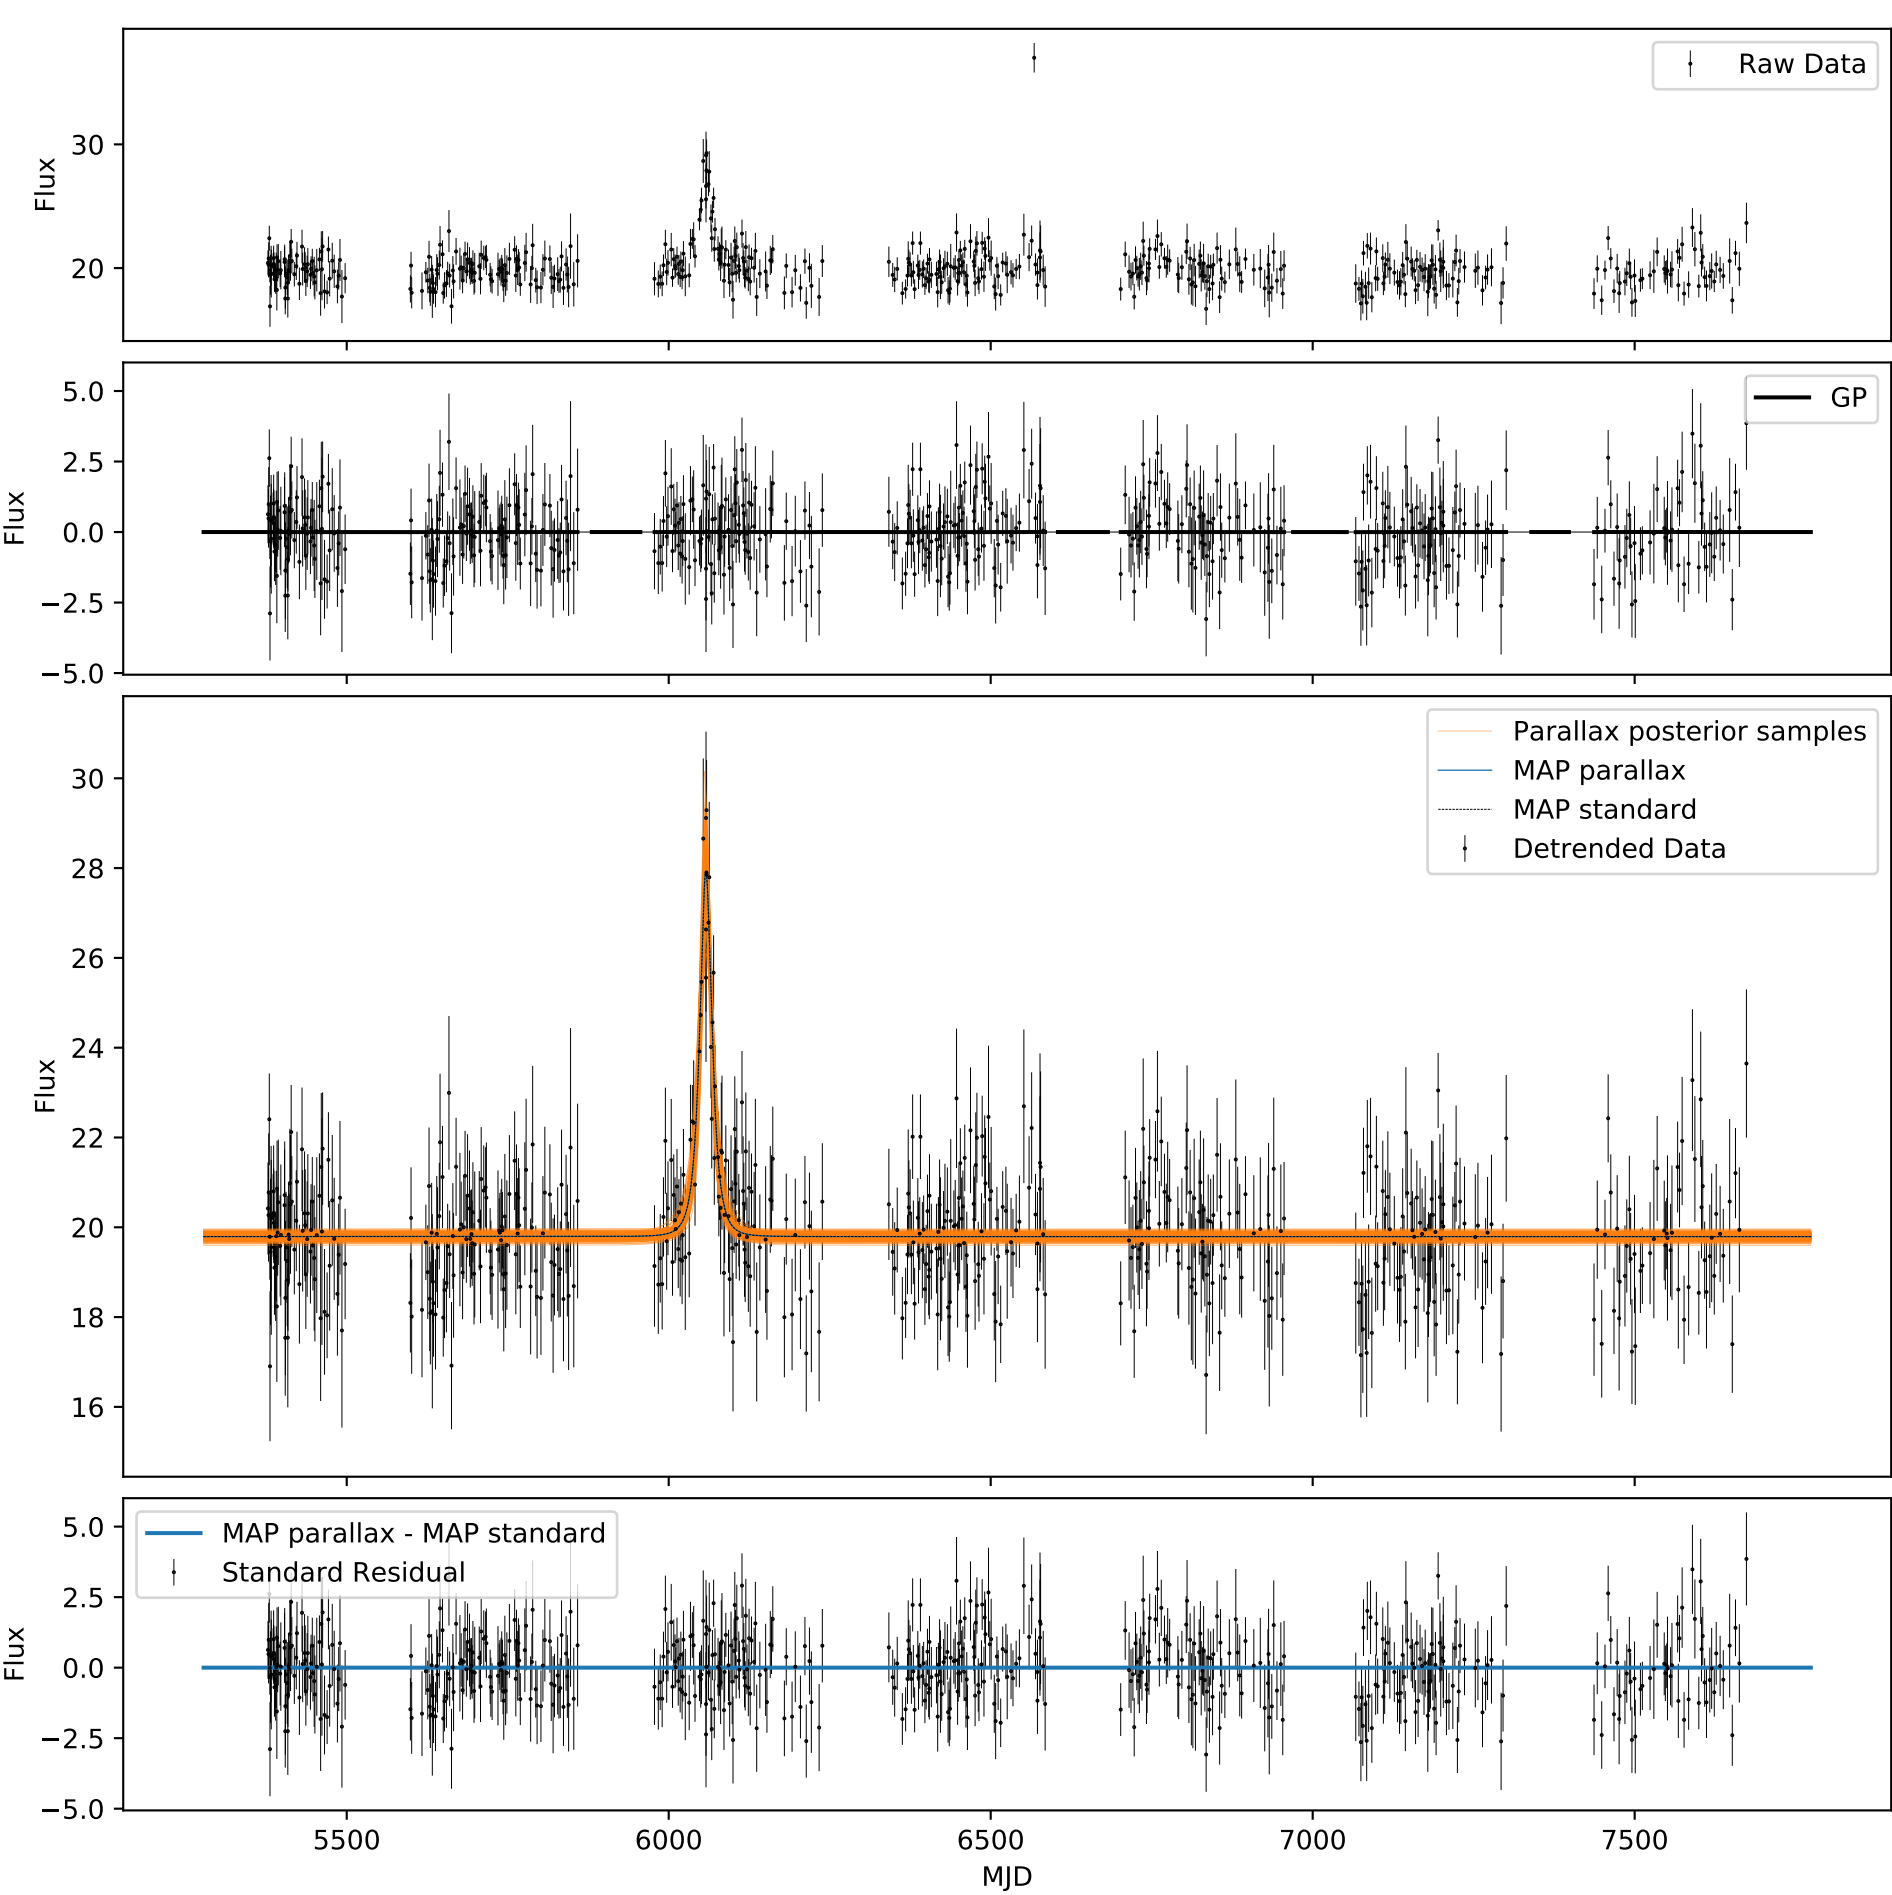 Raw Data
30
20
Flux
GP
5.0
2.5
0.0
−2.5
−5.0
Flux
Parallax posterior samples
MAP parallax
MAP standard
Detrended Data
30
28
26
24
22
20
18
16
Flux
MAP parallax - MAP standard
Standard Residual
5.0
2.5
0.0
−2.5
−5.0
Flux
5500 6000 6500 7000 7500
MJD